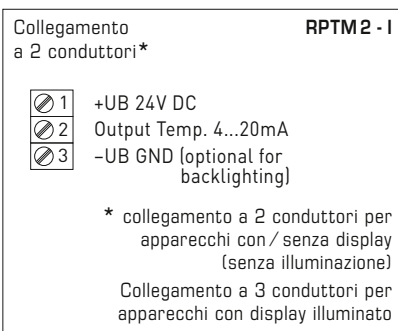 Collegamento RPTM 2 - I
a 2 conduttori*
1 +UB 24V DC
2 Output Temp. 4...20mA
3 –UB GND (optional for
backlighting)
* collegamento a 2 conduttori per
apparecchi con / senza display
(senza illuminazione)
Collegamento a 3 conduttori per
apparecchi con display illuminato